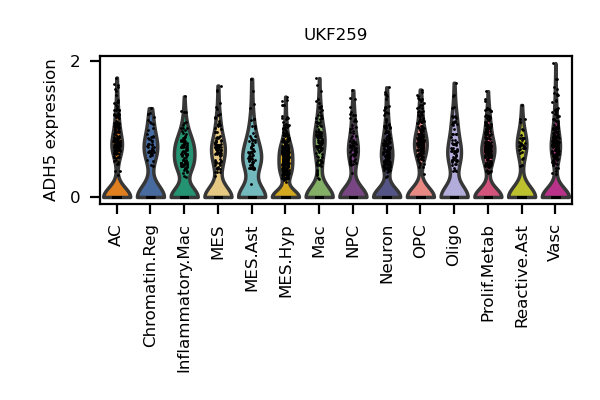 UKF259
ADH5 expression
2
0
AC
Chromatin.Reg
Inflammatory.Mac
MES
MES.Ast
MES.Hyp
Mac
NPC
Neuron
OPC
Oligo
Prolif.Metab
Reactive.Ast
Vasc